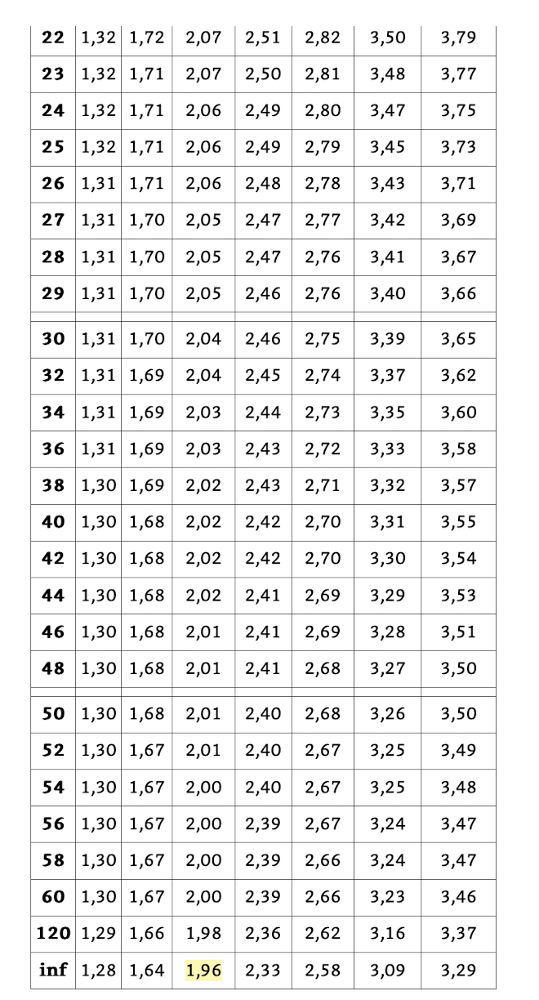 22 1,32 1,72 2,07 2,51 2,82 3,50 3,79
23 1,32 1,71 2,07 2,50 2,81 3,48 3,77
24 1,32 1,71 2,06 2,49 2,80 3,47 3,75
25 1,32 1,71 2,06 2,49 2,79 3,45 3,73
26 1,31 1,71 2,06 2,48 2,78 3,43 3,71
27 1,31 1,70 2,05 2,47 2,77 3,42 3,69
28 1,31 1,70 2,05 2,47 2,76 3,41 3,67
29 1,31 1,70 2,05 2,46 2,76 3,40 3,66
30 1,31 1,70 2,04 2,46 2,75 3,39 3,65
32 1,31 1,69 2,04 2,45 2,74 3,37 3,62
34 1,31 1,69 2,03 2,44 2,73 3,35 3,60
36 1,31 1,69 2,03 2,43 2,72 3,33 3,58
38 1,30 1,69 2,02 2,43 2,71 3,32 3,57
40 1,30 1,68 2,02 2,42 2,70 3,31 3,55
42 1,30 1,68 2,02 2,42 2,70 3,30 3,54
44 1,30 1,68 2,02 2,41 2,69 3,29 3,53
46 1,30 1,68 2,01 2,41 2,69 3,28 3,51
48 1,30 1,68 2,01 2,41 2,68 3,27 3,50
50 1,30 1,68 2,01 2,40 2,68 3,26 3,50
52 1,30 1,67 2,01 2,40 2,67 3,25 3,49
54 1,30 1,67 2,00 2,40 2,67 3,25 3,48
56 1,30 1,67 2,00 2,39 2,67 3,24 3,47
58 1,30 1,67 2,00 2,39 2,66 3,24 3,47
60 1,30 1,67 2,00 2,39 2,66 3,23 3,46
120 1,29 1,66 1,98 2,36 2,62 3,16 3,37
inf 1,28 1,64 1,96 2,33 2,58 3,09 3,29